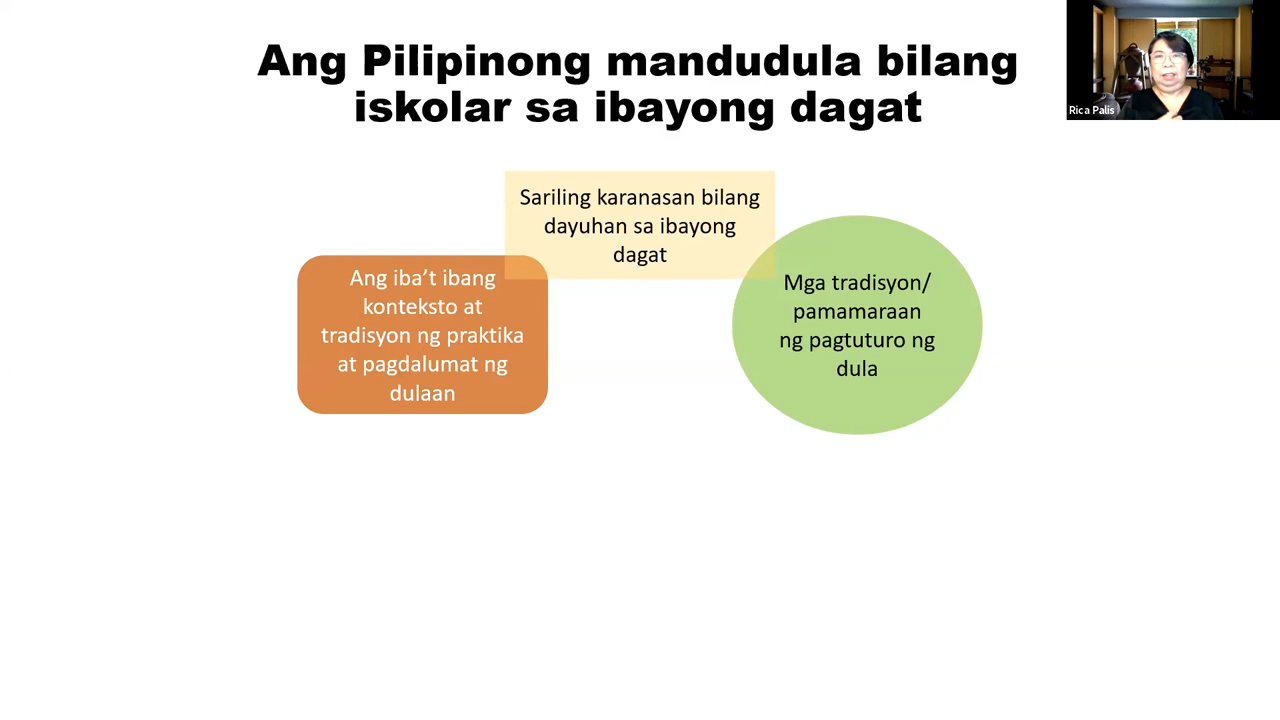 Ang Pilipinong mandudula bilang
iskolar sa ibayong dagat
Rica Palis
Sariling karanasan bilang
dayuhan sa ibayong
dagat
Ang iba't ibang
konteksto at
tradisyon ng praktika
at pagdalumat ng
dulaan
Mga tradisyon/
pamamaraan
ng pagtuturo ng
dula